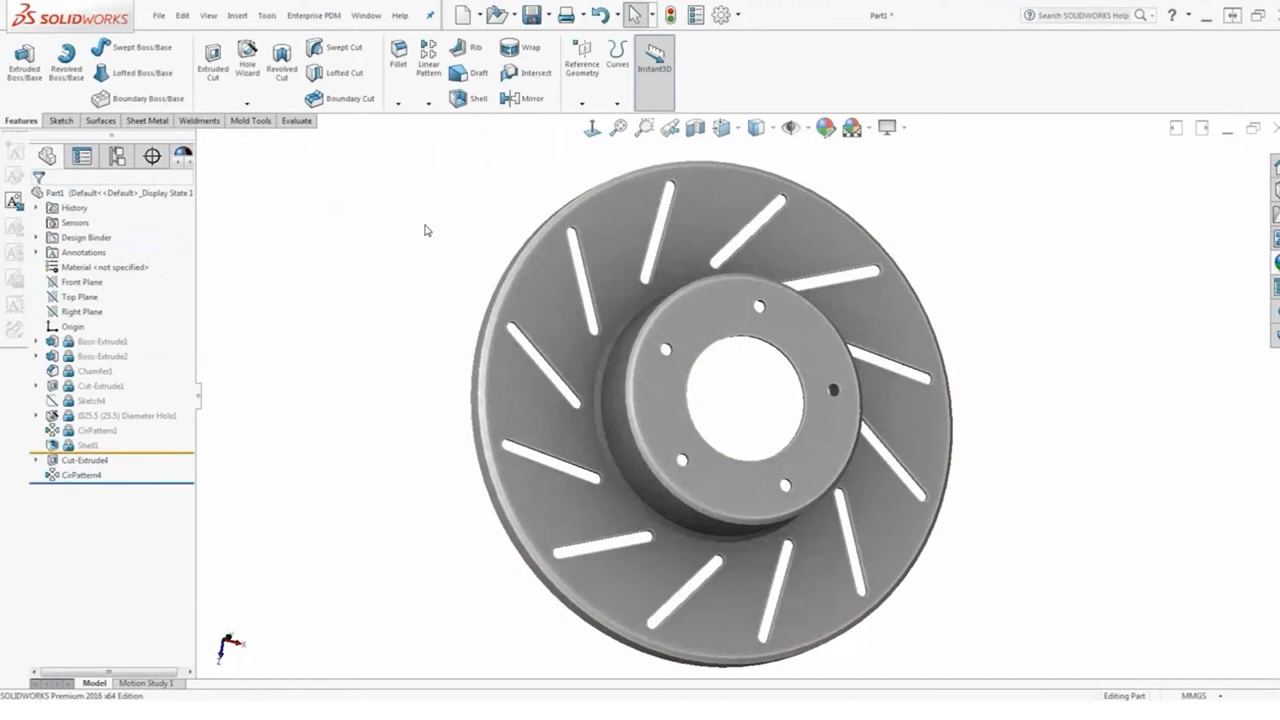 SOLIDWORKS File Edit View Insert Tools Enterprise PDM Window Help Part1 * Search SOLIDWORKS Help ?
Extruded Boss/Base Revolved Boss/Base Swept Boss/Base Lofted Boss/Base Boundary Boss/Base
Extruded Cut Hole Wizard Revolved Cut Swept Cut Lofted Cut Boundary Cut
Fillet Linear Pattern Rib Draft Shell Wrap Intersect Mirror
Reference Geometry Curves Instant3D
Features Sketch Surfaces Sheet Metal Weldments Mold Tools Evaluate
Part1 (Default<<Default>_Display State 1
History
Sensors
Design Binder
Annotations
Material <not specified>
Front Plane
Top Plane
Right Plane
Origin
Boss-Extrude1
Boss-Extrude2
Chamfer1
Cut-Extrude1
Sketch4
Ø25.5 (25.5) Diameter Hole1
CirPattern1
Shell1
Cut-Extrude4
CirPattern4
Model Motion Study 1
SOLIDWORKS Premium 2016 x64 Edition Editing Part MMGS